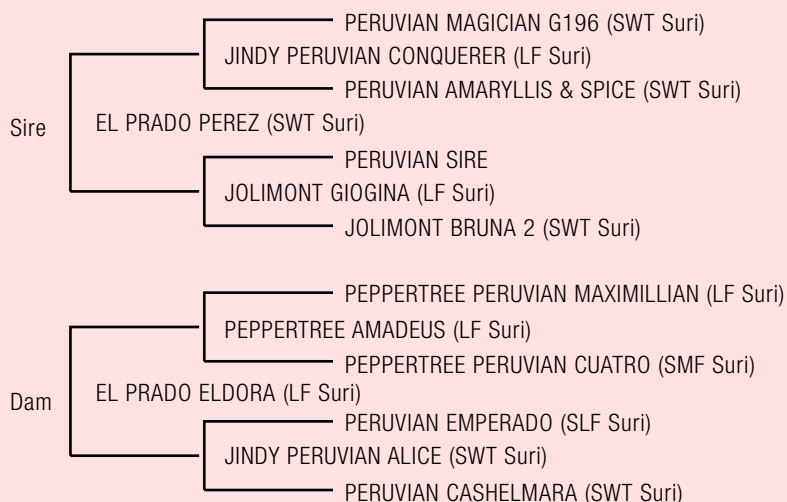 PERUVIAN MAGICIAN G196 (SWT Suri)
JINDY PERUVIAN CONQUERER (LF Suri)
PERUVIAN AMARYLLIS & SPICE (SWT Suri)
Sire
EL PRADO PEREZ (SWT Suri)
PERUVIAN SIRE
JOLIMONT GIOGINA (LF Suri)
JOLIMONT BRUNA 2 (SWT Suri)
PEPPERTREE PERUVIAN MAXIMILLIAN (LF Suri)
PEPPERTREE AMADEUS (LF Suri)
PEPPERTREE PERUVIAN CUATRO (SMF Suri)
Dam
EL PRADO ELDORA (LF Suri)
PERUVIAN EMPERADO (SLF Suri)
JINDY PERUVIAN ALICE (SWT Suri)
PERUVIAN CASHELMARA (SWT Suri)